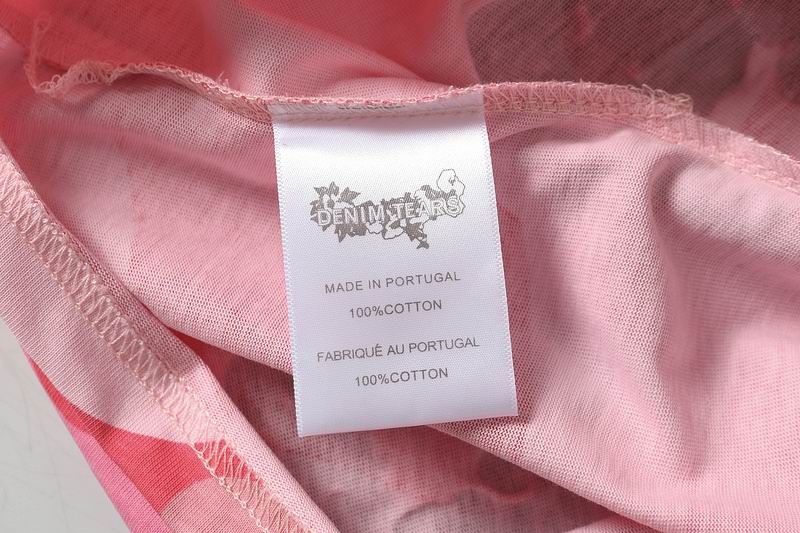 DENIM TEARS
MADE IN PORTUGAL
100%COTTON
FABRIQUÉ AU PORTUGAL
100%COTTON